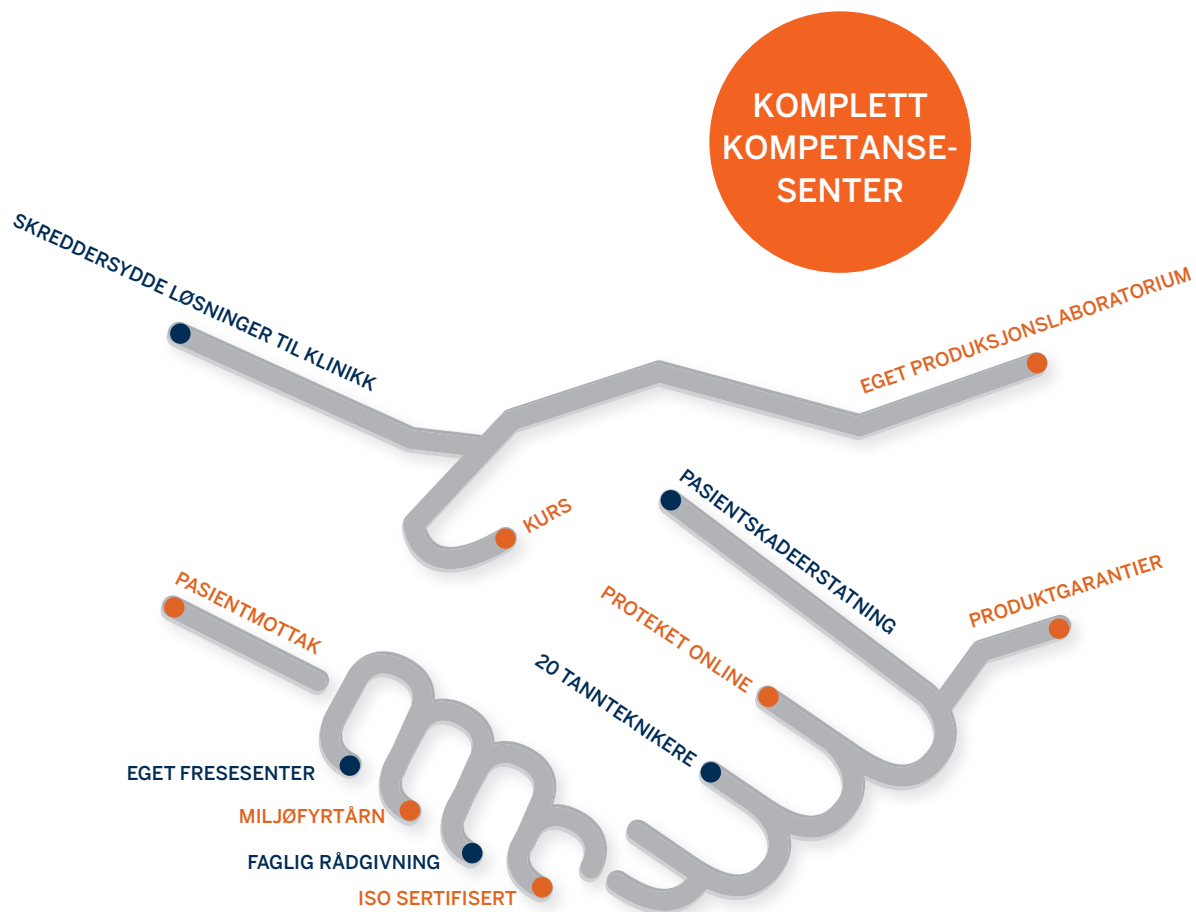 KOMPLETT
KOMPETANSE-
SENTER
SKREDDERSYDDE LØSNINGER TIL KLINIKK
EGET PRODUKSJONSLABORATORIUM
KURS
PASIENTSKADEERSTATNING
PASIENTMOTTAK
PROTEKET ONLINE
PRODUKTGARANTIER
20 TANNTEKNIKERE
EGET FRESESENTER
MILJØFYRTÅRN
FAGLIG RÅDGIVNING
ISO SERTIFISERT